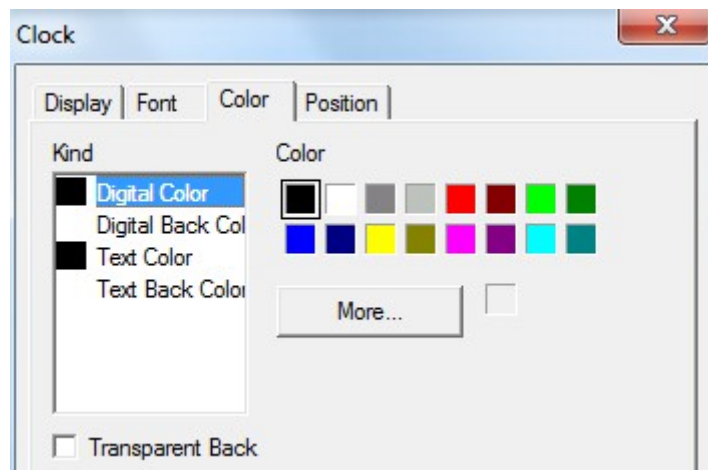 Clock
Display Font Color Position
Kind Color
Digital Color
Digital Back Col
Text Color
Text Back Color
More...
Transparent Back